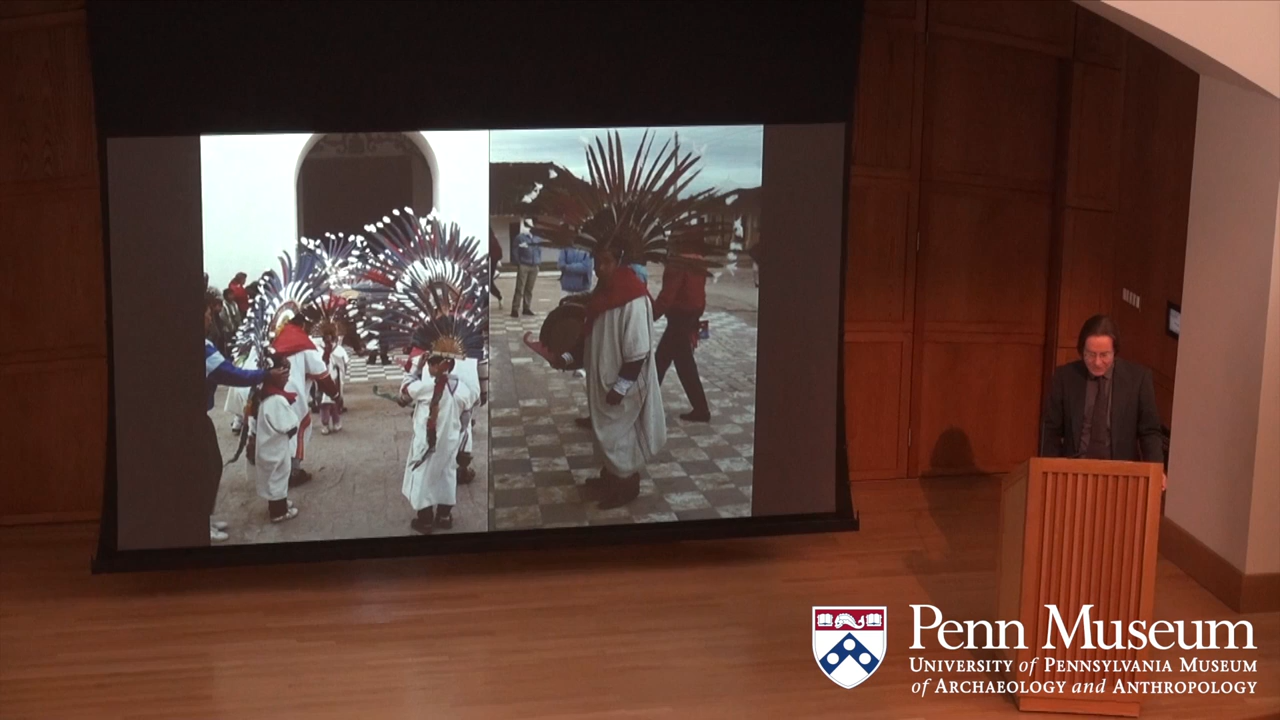 Penn Museum
UNIVERSITY of PENNSYLVANIA MUSEUM
of ARCHAEOLOGY and ANTHROPOLOGY